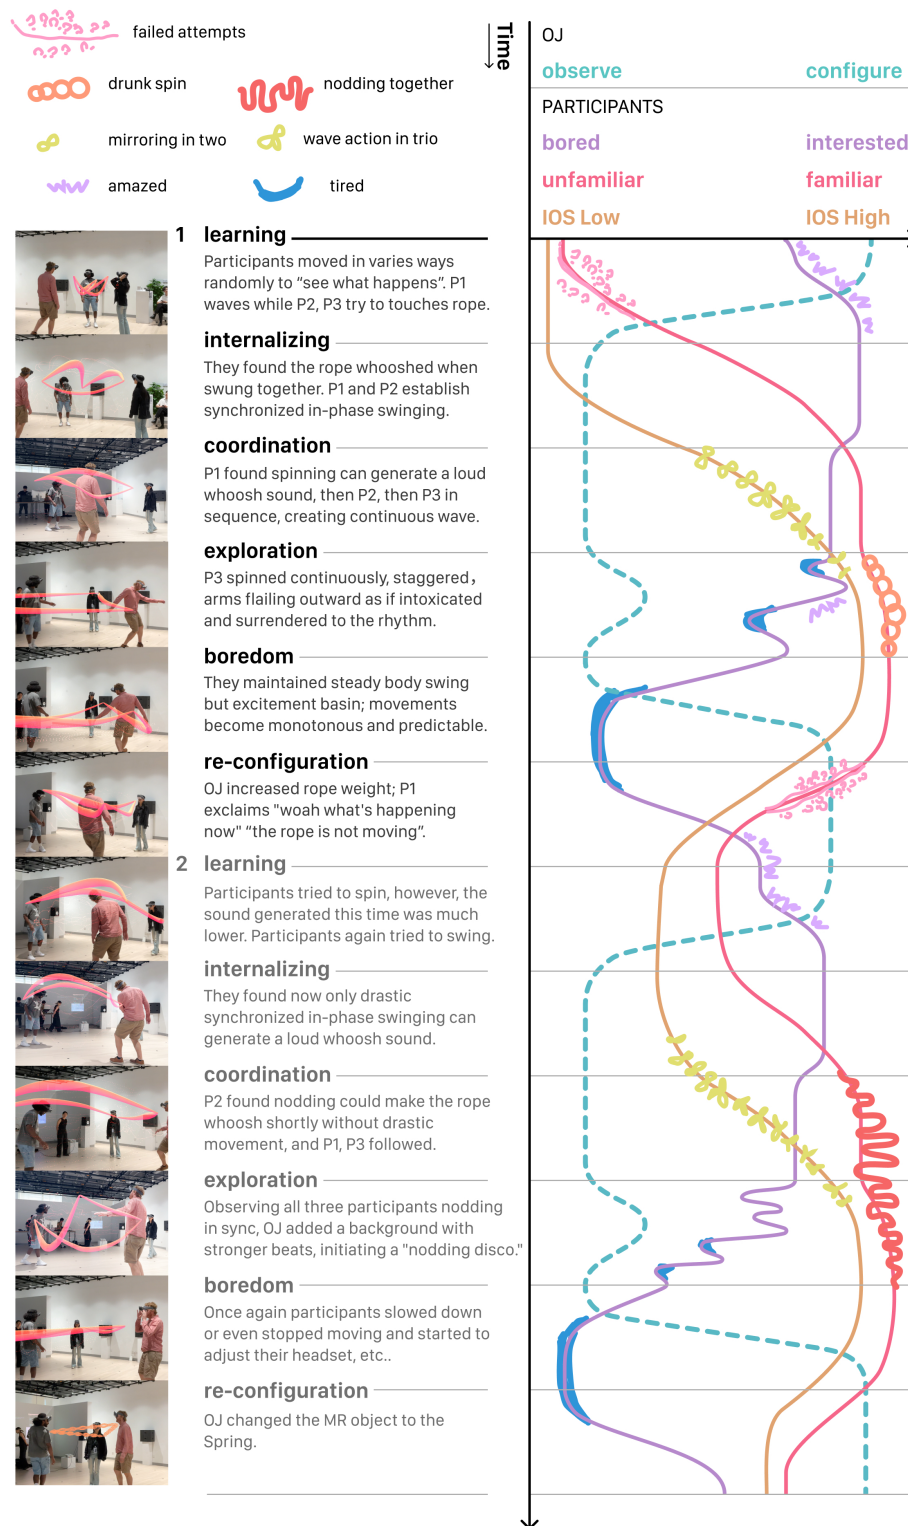 failed attempts
drunk spin
nodding together
mirroring in two
wave action in trio
amazed
tired
Time
OJ
observe
configure
PARTICIPANTS
bored
interested
unfamiliar
familiar
IOS Low
IOS High
1 learning
Participants moved in varies ways
randomly to “see what happens”. P1
waves while P2, P3 try to touches rope.
internalizing
They found the rope whooshed when
swung together. P1 and P2 establish
synchronized in-phase swinging.
coordination
P1 found spinning can generate a loud
whoosh sound, then P2, then P3 in
sequence, creating continuous wave.
exploration
P3 spinned continuously, staggered，
arms flailing outward as if intoxicated
and surrendered to the rhythm.
boredom
They maintained steady body swing
but excitement basin; movements
become monotonous and predictable.
re-configuration
OJ increased rope weight; P1
exclaims "woah what's happening
now" “the rope is not moving”.
2 learning
Participants tried to spin, however, the
sound generated this time was much
lower. Participants again tried to swing.
internalizing
They found now only drastic
synchronized in-phase swinging can
generate a loud whoosh sound.
coordination
P2 found nodding could make the rope
whoosh shortly without drastic
movement, and P1, P3 followed.
exploration
Observing all three participants nodding
in sync, OJ added a background with
stronger beats, initiating a "nodding disco."
boredom
Once again participants slowed down
or even stopped moving and started to
adjust their headset, etc..
re-configuration
OJ changed the MR object to the
Spring.